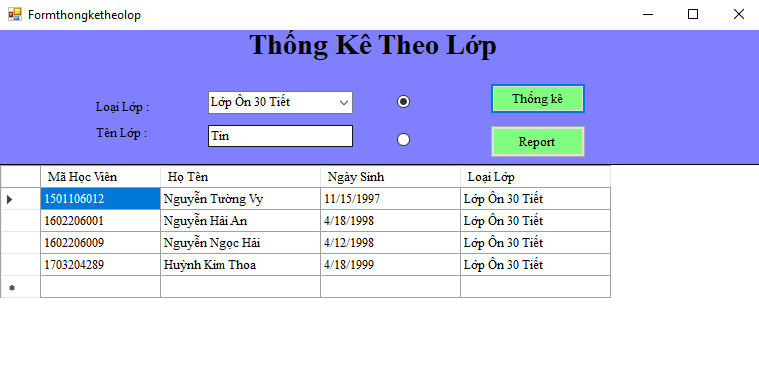 Formthongketheolop
Thống Kê Theo Lớp
Loại Lớp : Lớp Ôn 30 Tiết Thống kê
Tên Lớp : Tin Report
Mã Học Viên Họ Tên Ngày Sinh Loại Lớp
1501106012 Nguyễn Tường Vy 11/15/1997 Lớp Ôn 30 Tiết
1602206001 Nguyễn Hải An 4/18/1998 Lớp Ôn 30 Tiết
1602206009 Nguyễn Ngọc Hải 4/12/1998 Lớp Ôn 30 Tiết
1703204289 Huỳnh Kim Thoa 4/18/1999 Lớp Ôn 30 Tiết